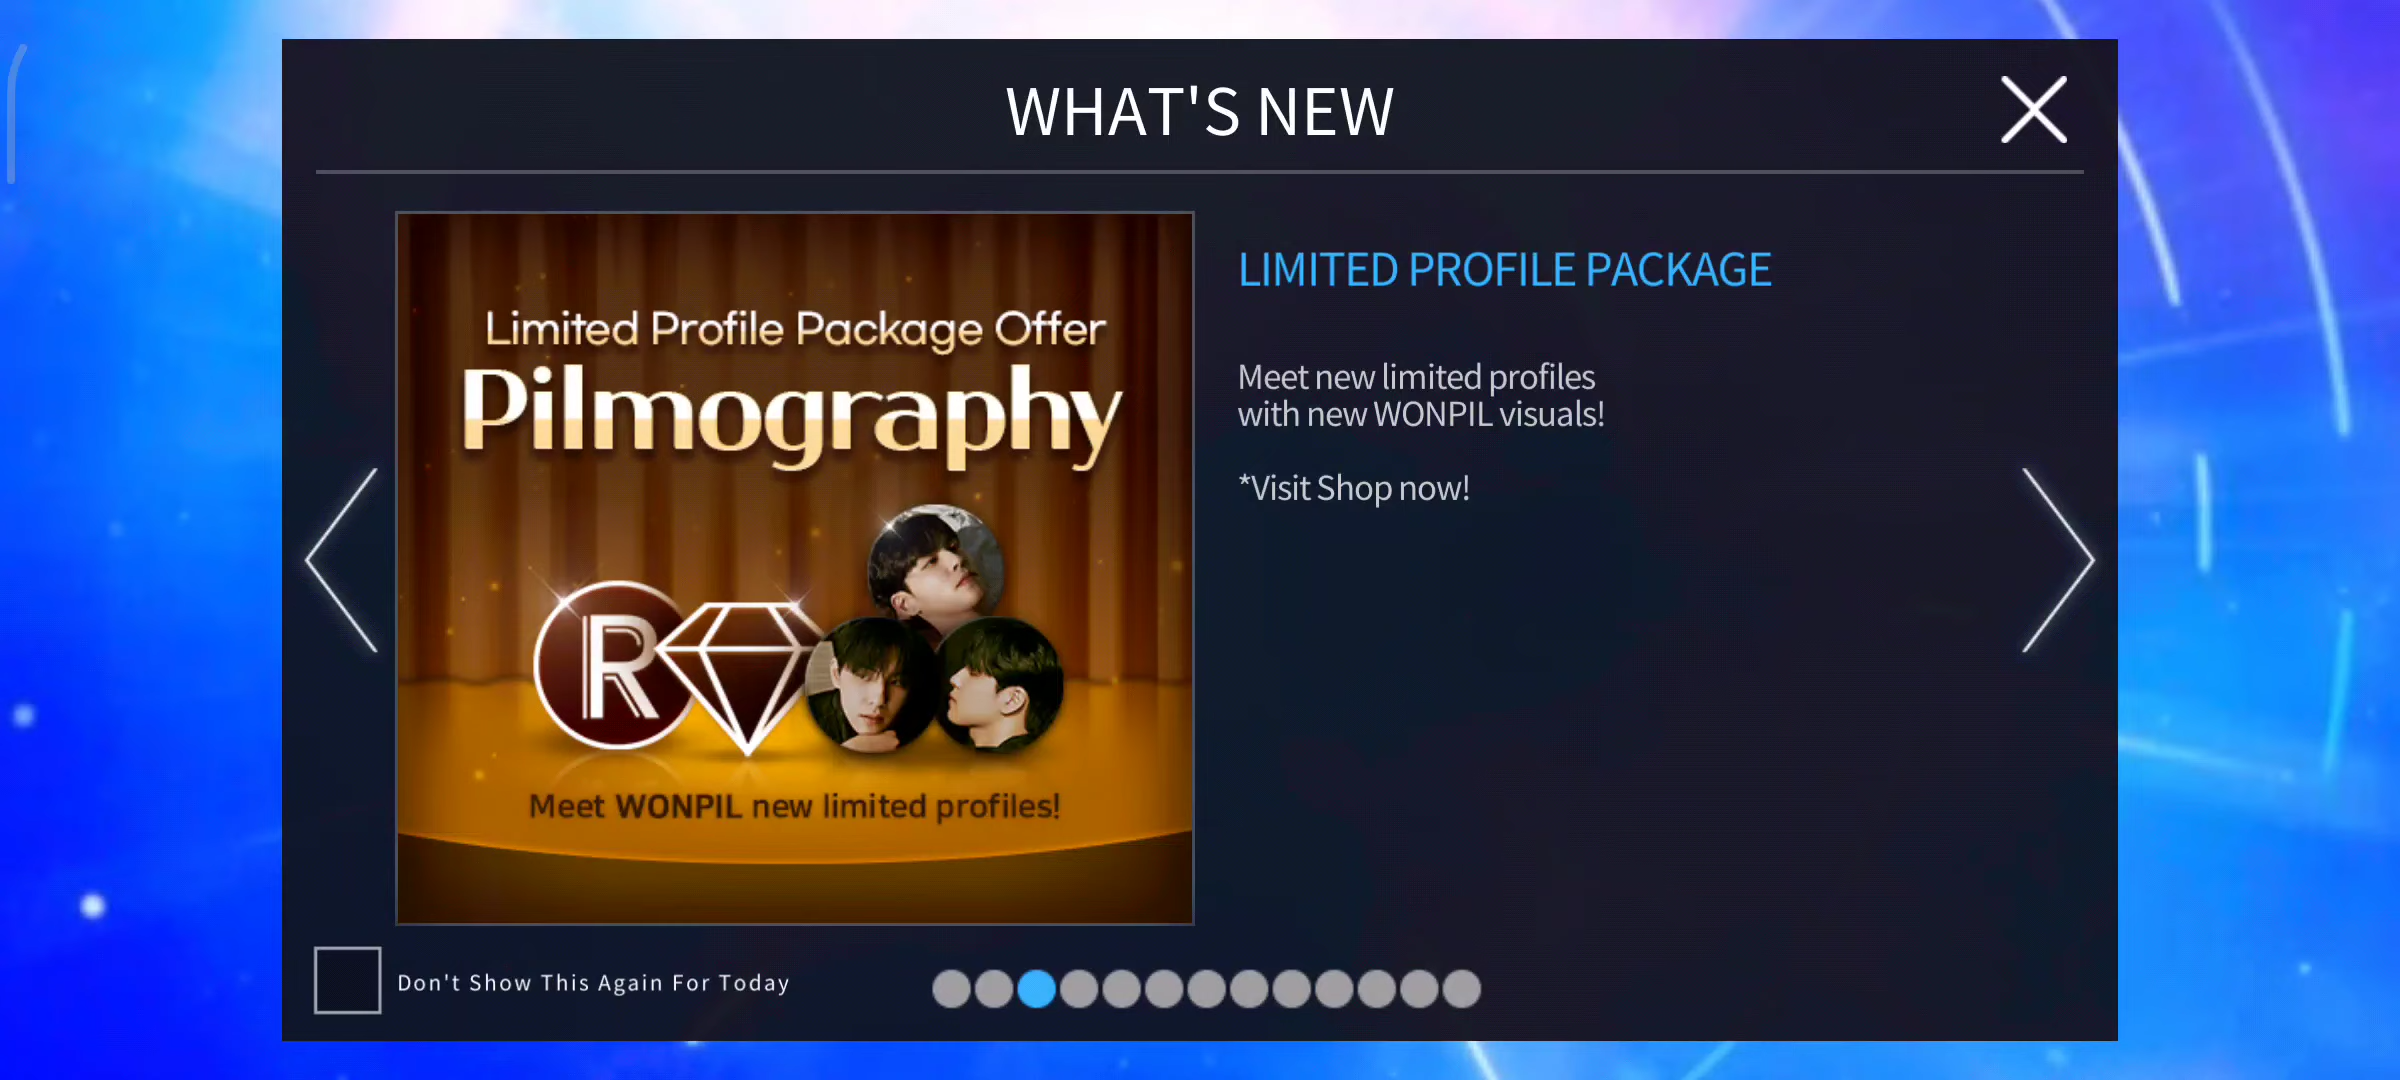 WHAT'S NEW
Limited Profile Package Offer
Pilmography
R
Meet WONPIL new limited profiles!
LIMITED PROFILE PACKAGE
Meet new limited profiles
with new WONPIL visuals!
*Visit Shop now!
Don't Show This Again For Today